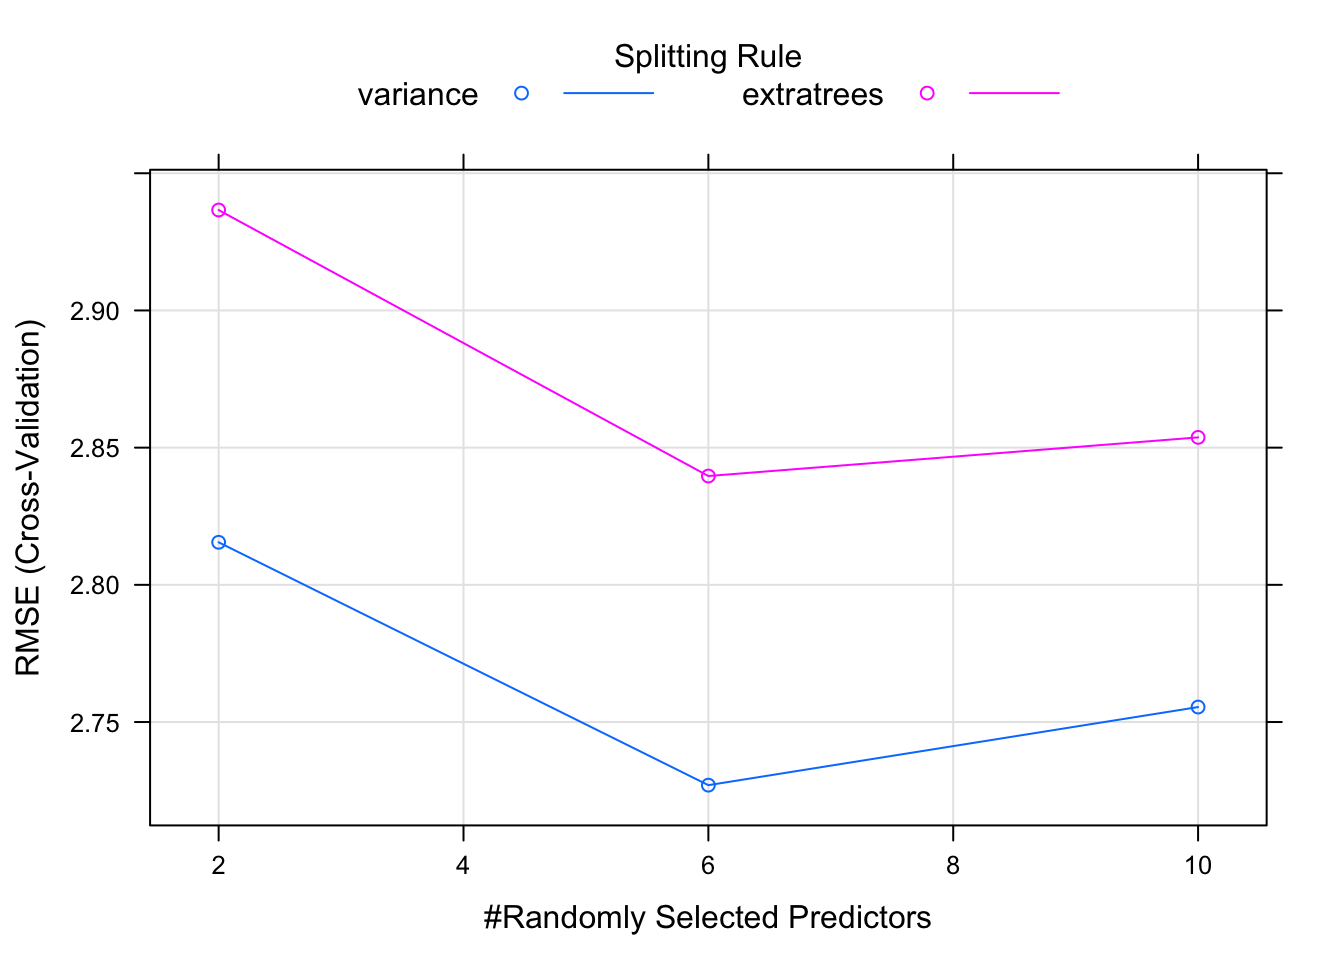 Splitting Rule
variance extratrees
2.90
2.85
2.80
2.75
RMSE (Cross-Validation)
2 4 6 8 10
#Randomly Selected Predictors